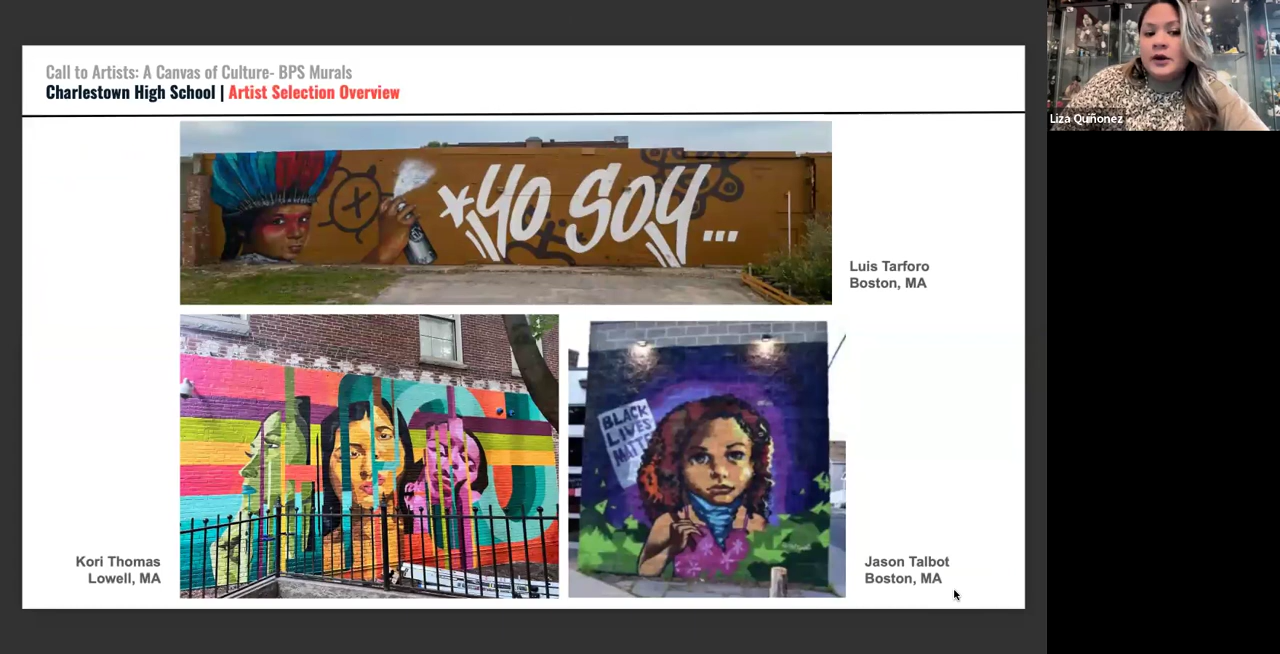 Call to Artists: A Canvas of Culture- BPS Murals
Charlestown High School | Artist Selection Overview
Liza Quiñonez
*YO SOY...
Luis Tarforo
Boston, MA
BLACK
LIVES
MATTE
Kori Thomas
Lowell, MA
Jason Talbot
Boston, MA